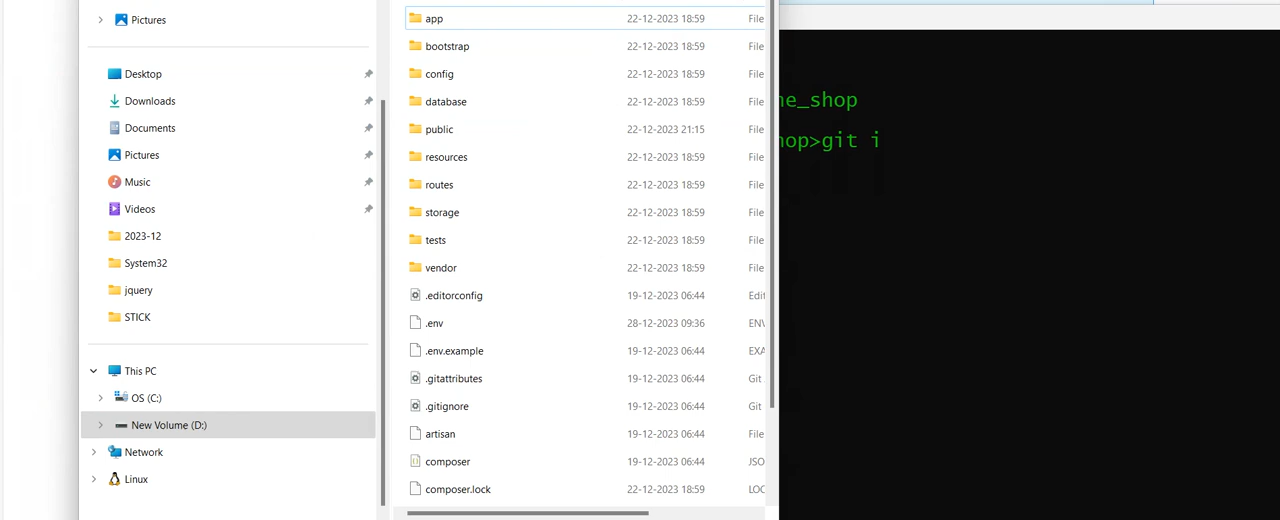 Pictures
Desktop
Downloads
Documents
Pictures
Music
Videos
2023-12
System32
jquery
STICK
This PC
OS (C:)
New Volume (D:)
Network
Linux
app 22-12-2023 18:59 File
bootstrap 22-12-2023 18:59 File
config 22-12-2023 18:59 File
database 22-12-2023 18:59 File
public 22-12-2023 21:15 File
resources 22-12-2023 18:59 File
routes 22-12-2023 18:59 File
storage 22-12-2023 18:59 File
tests 22-12-2023 18:59 File
vendor 22-12-2023 18:59 File
.editorconfig 19-12-2023 06:44 Edit
.env 28-12-2023 09:36 ENV
.env.example 19-12-2023 06:44 EXA
.gitattributes 19-12-2023 06:44 Git
.gitignore 19-12-2023 06:44 Git
artisan 19-12-2023 06:44 File
composer 19-12-2023 06:44 JSO
composer.lock 22-12-2023 18:59 LOC
ne_shop
hop>git i